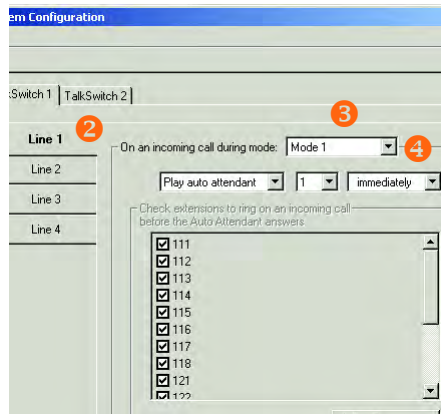 em Configuration
kSwitch 1 TalkSwitch 2
2
3
4
Line 1
Line 2
Line 3
Line 4
On an incoming call during mode: Mode 1
Play auto attendant 1 immediately
Check extensions to ring on an incoming call
before the Auto Attendant answers
111
112
113
114
115
116
117
118
121
122